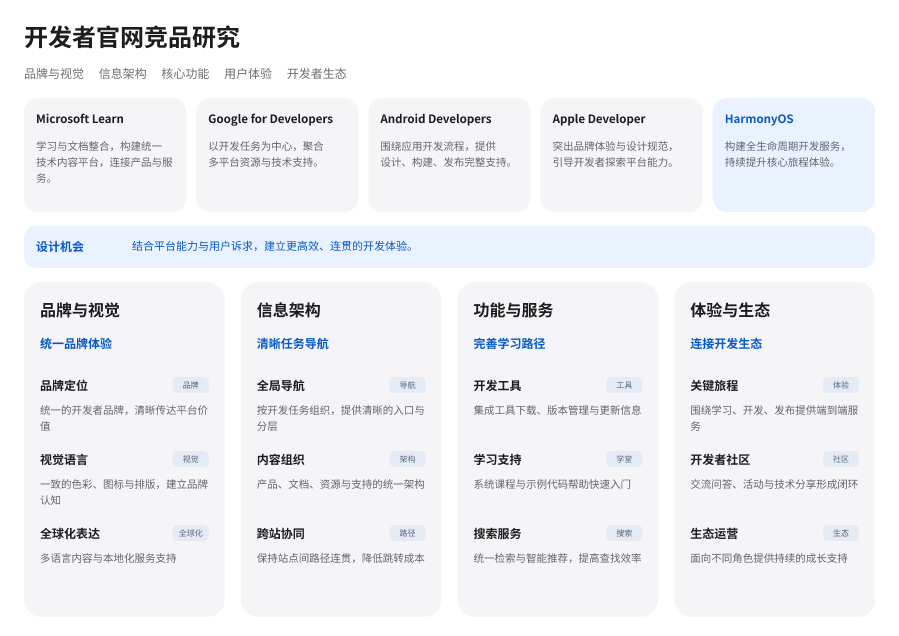 开发者官网竞品研究
品牌与视觉 信息架构 核心功能 用户体验 开发者生态
Microsoft Learn
学习与文档整合，构建统一
技术内容平台，连接产品与服
务。
Google for Developers
以开发任务为中心，聚合
多平台资源与技术支持。
Android Developers
围绕应用开发流程，提供
设计、构建、发布完整支持。
Apple Developer
突出品牌体验与设计规范，
引导开发者探索平台能力。
HarmonyOS
构建全生命周期开发服务，
持续提升核心旅程体验。
设计机会 结合平台能力与用户诉求，建立更高效、连贯的开发体验。
品牌与视觉
统一品牌体验
品牌定位 品牌
统一的开发者品牌，清晰传达平台价
值
视觉语言 视觉
一致的色彩、图标与排版，建立品牌
认知
全球化表达 全球化
多语言内容与本地化服务支持
信息架构
清晰任务导航
全局导航 导航
按开发任务组织，提供清晰的入口与
分层
内容组织 架构
产品、文档、资源与支持的统一架构
跨站协同 路径
保持站点间路径连贯，降低跳转成本
功能与服务
完善学习路径
开发工具 工具
集成工具下载、版本管理与更新信息
学习支持 学堂
系统课程与示例代码帮助快速入门
搜索服务 搜索
统一检索与智能推荐，提高查找效率
体验与生态
连接开发生态
关键旅程 体验
围绕学习、开发、发布提供端到端服
务
开发者社区 社区
交流问答、活动与技术分享形成闭环
生态运营 生态
面向不同角色提供持续的成长支持